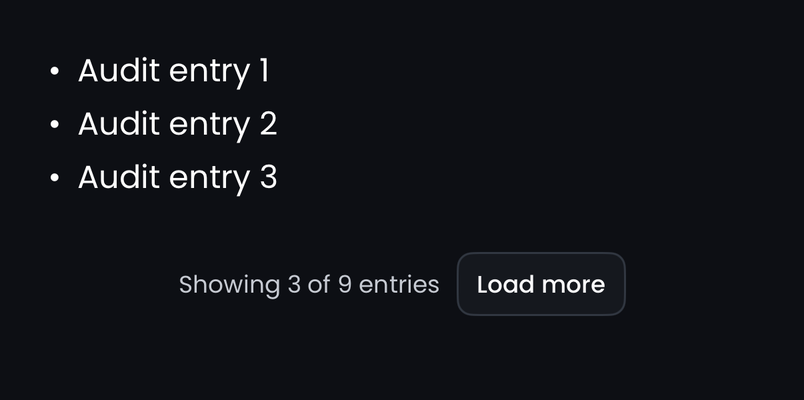 • Audit entry 1
• Audit entry 2
• Audit entry 3
Showing 3 of 9 entries Load more